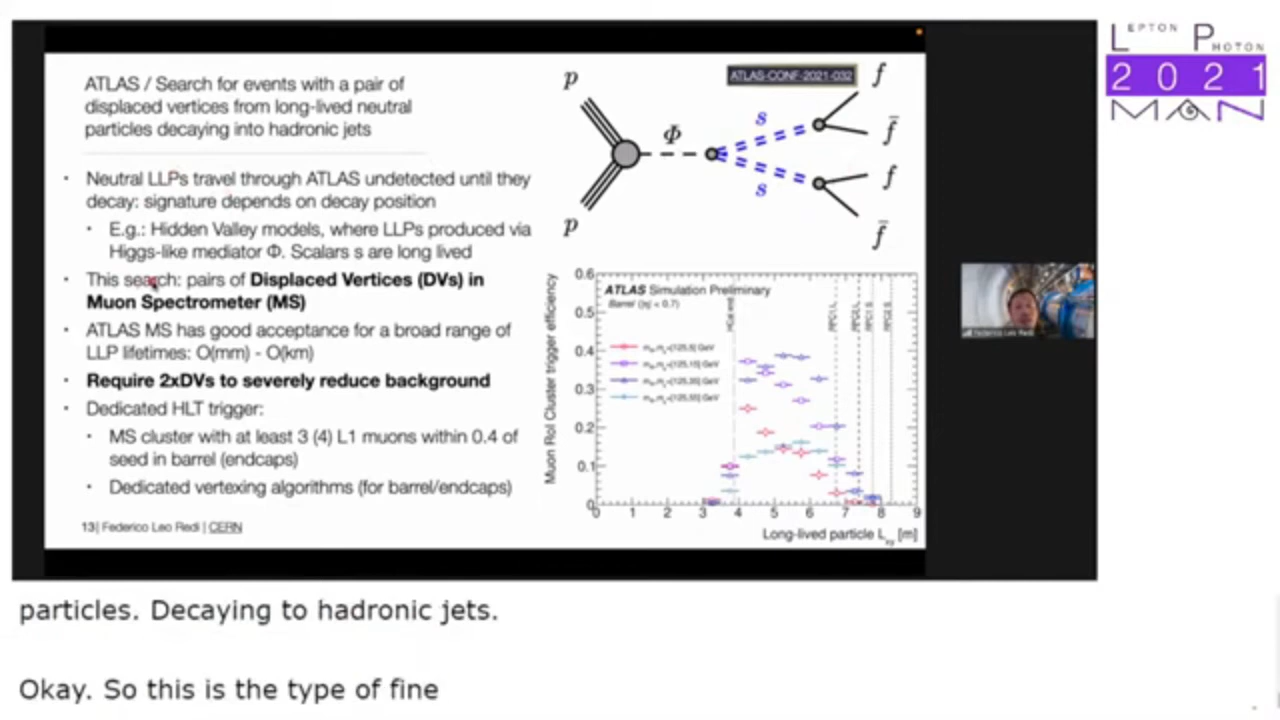 LEPTON PHOTON
2021
MAN
ATLAS / Search for events with a pair of
displaced vertices from long-lived neutral
particles decaying into hadronic jets
Neutral LLPs travel through ATLAS undetected until they
decay: signature depends on decay position
E.g.: Hidden Valley models, where LLPs produced via
Higgs-like mediator Φ. Scalars s are long lived
This search: pairs of Displaced Vertices (DVs) in
Muon Spectrometer (MS)
ATLAS MS has good acceptance for a broad range of
LLP lifetimes: O(mm) - O(km)
Require 2xDVs to severely reduce background
Dedicated HLT trigger:
MS cluster with at least 3 (4) L1 muons within 0.4 of
seed in barrel (endcaps)
Dedicated vertexing algorithms (for barrel/endcaps)
13| Federico Leo Redi | CERN
ATLAS-CONF-2021-032
p
p
Φ
s
s
f
f̄
f
f̄
Muon RoI Cluster trigger efficiency
0.6
0.5
0.4
0.3
0.2
0.1
0
ATLAS Simulation Preliminary
Barrel (|η| < 0.7)
0 1 2 3 4 5 6 7 8 9
Long-lived particle Lxy [m]
Federico Leo Redi
particles. Decaying to hadronic jets.
Okay. So this is the type of fine